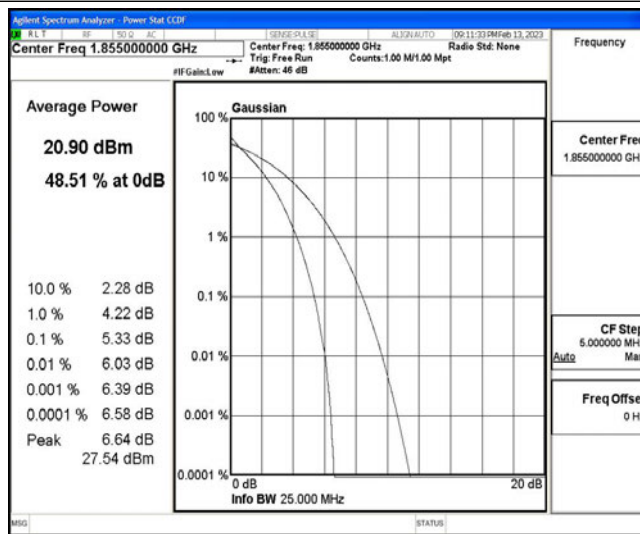 Agilent Spectrum Analyzer - Power Stat CCDF
RLT RF 50 Ω AC SENSE:PULSE ALIGN AUTO 09:11:33 PM Feb 13, 2023
Center Freq 1.855000000 GHz
Center Freq: 1.855000000 GHz Radio Std: None
Trig: Free Run Counts:1.00 M/1.00 Mpt
#IFGain:Low #Atten: 46 dB
Frequency
Average Power
20.90 dBm
48.51 % at 0dB
10.0 % 2.28 dB
1.0 % 4.22 dB
0.1 % 5.33 dB
0.01 % 6.03 dB
0.001 % 6.39 dB
0.0001 % 6.58 dB
Peak 6.64 dB
27.54 dBm
Gaussian
100 %
10 %
1 %
0.1 %
0.01 %
0.001 %
0.0001 %
0 dB 20 dB
Info BW 25.000 MHz
Center Freq
1.855000000 GH
CF Step
5.000000 MH
Auto Ma
Freq Offse
0 H
MSG STATUS